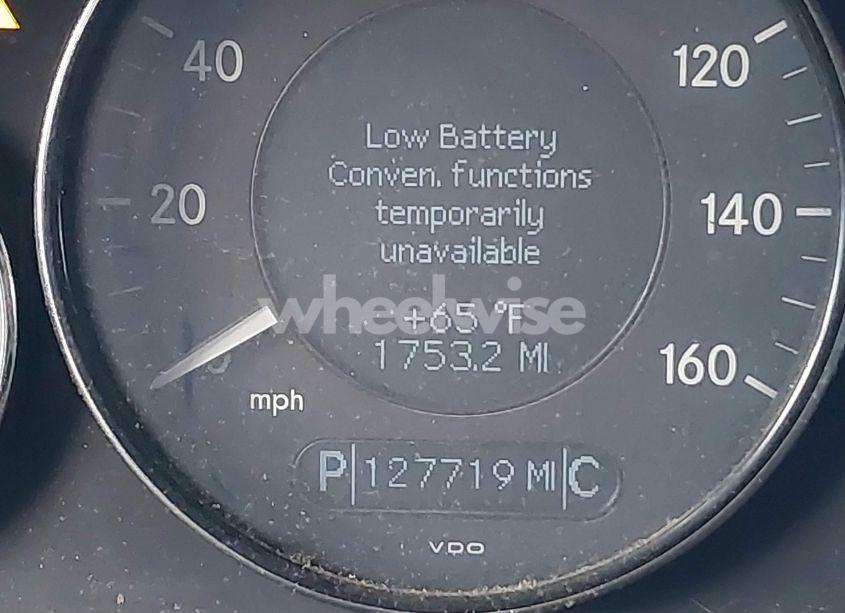 40
120
Low Battery
Conven. functions
temporarily
unavailable
20
140
wheelwise
+65 °F
1753.2 MI
160
mph
P 127719 MI C
VDO